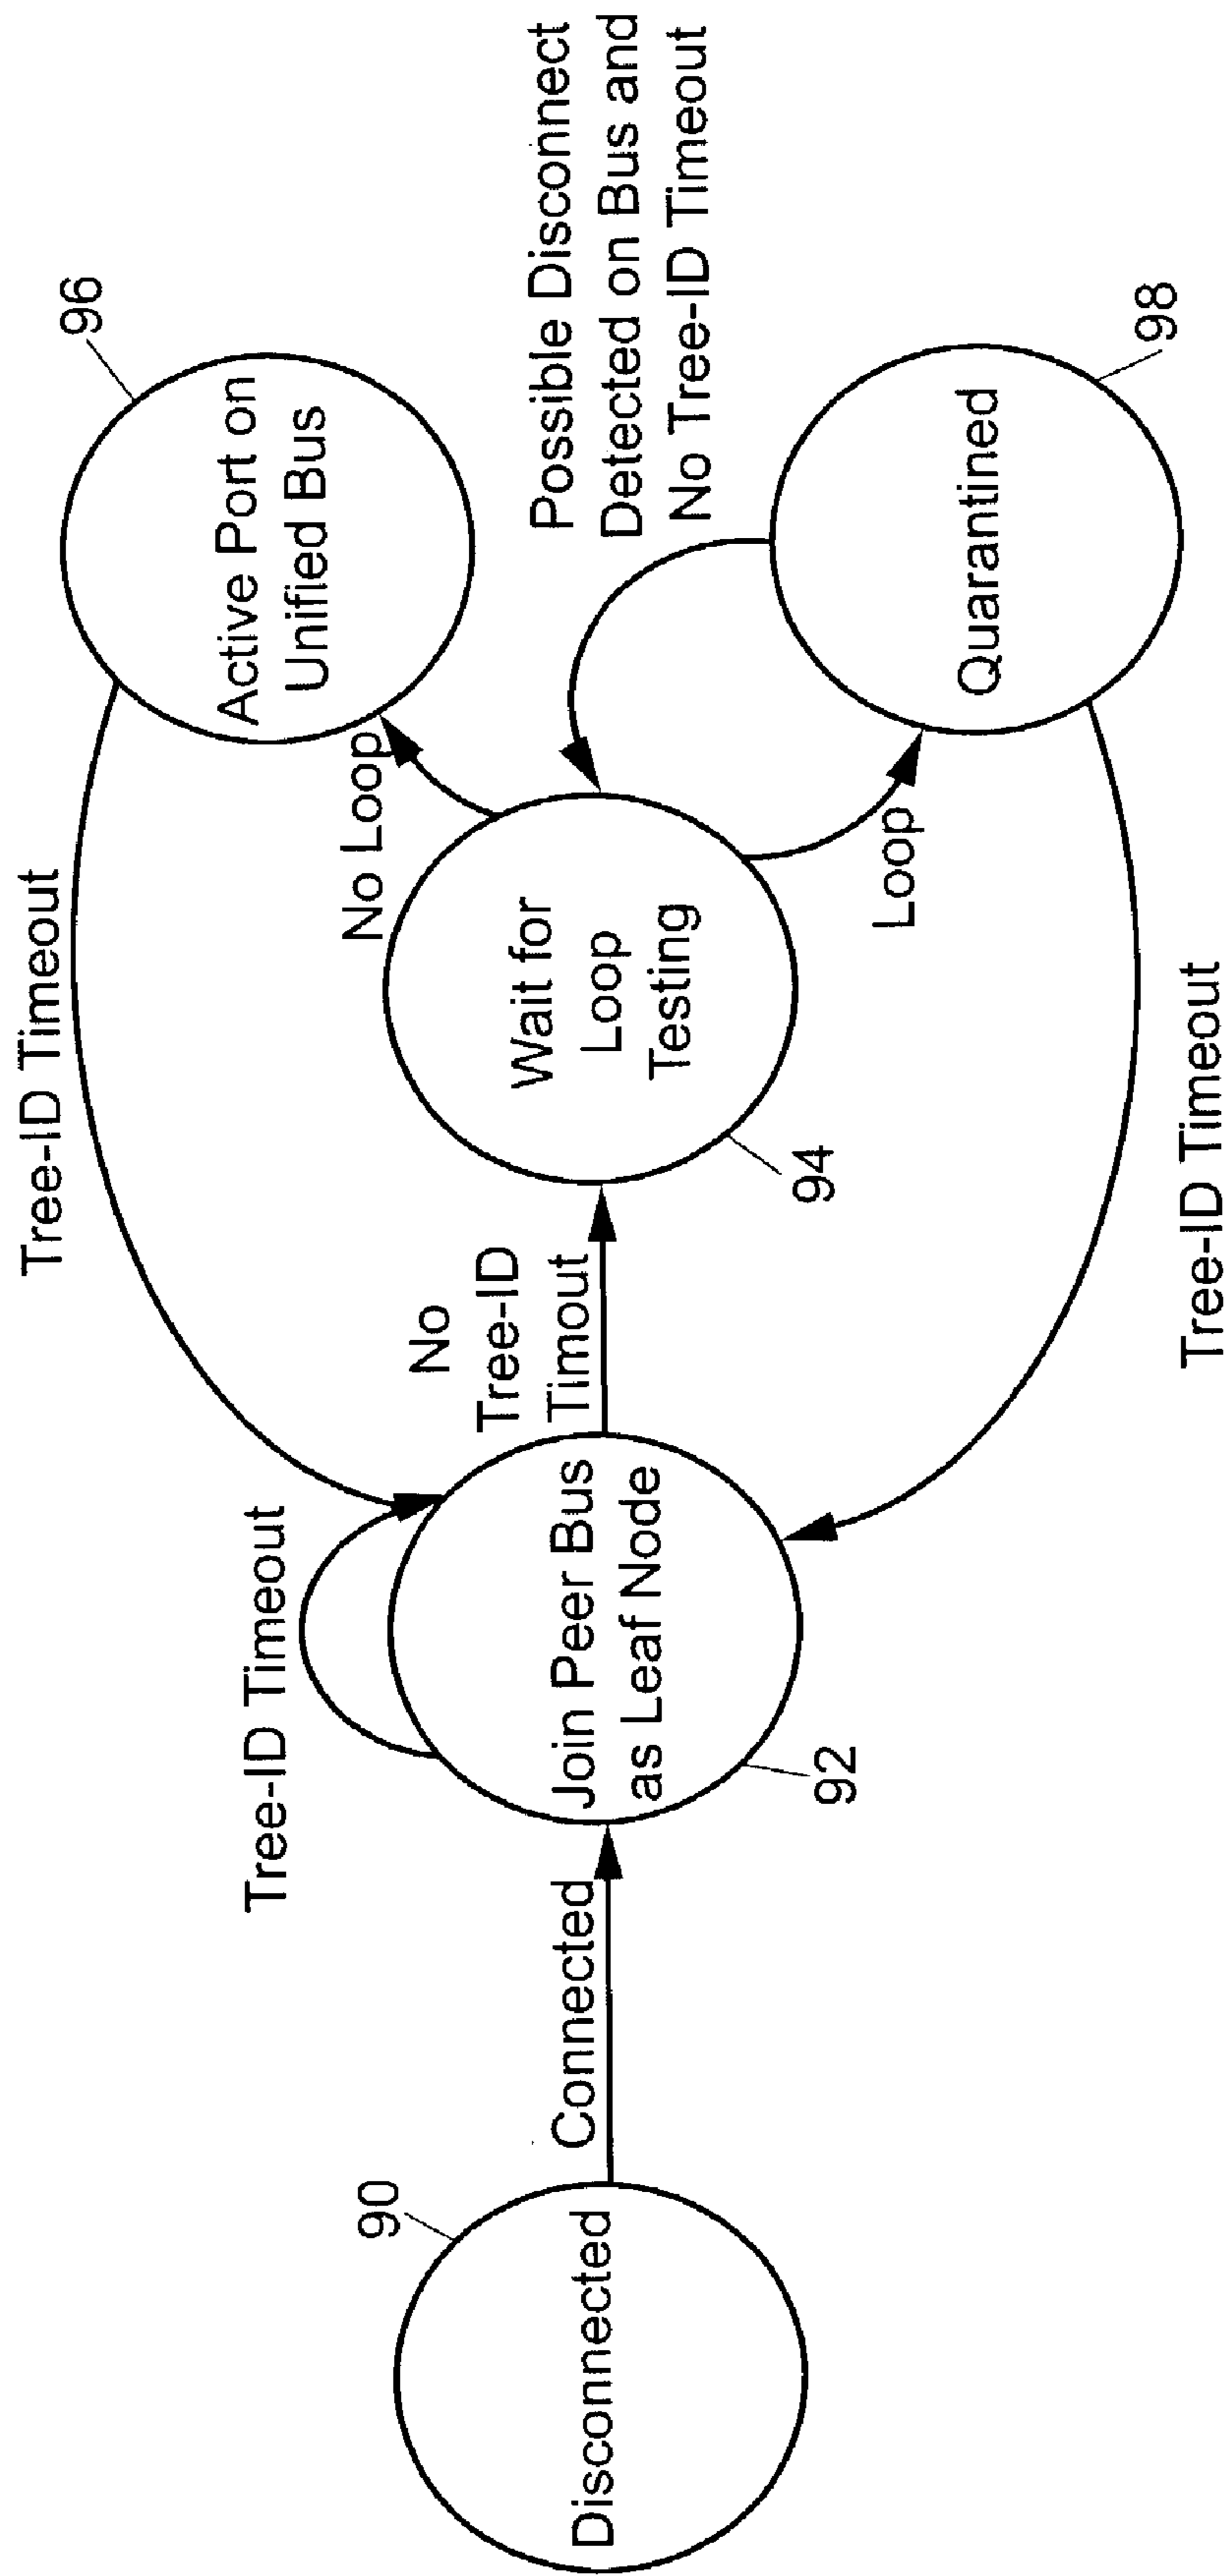 Disconnected
90
Connected
Join Peer Bus
as Leaf Node
92
Tree-ID Timeout
No
Tree-ID
Timout
Wait for
Loop
Testing
94
Tree-ID Timeout
No Loop
Active Port on
Unified Bus
96
Loop
Quarantined
98
Possible Disconnect
Detected on Bus and
No Tree-ID Timeout
Tree-ID Timeout